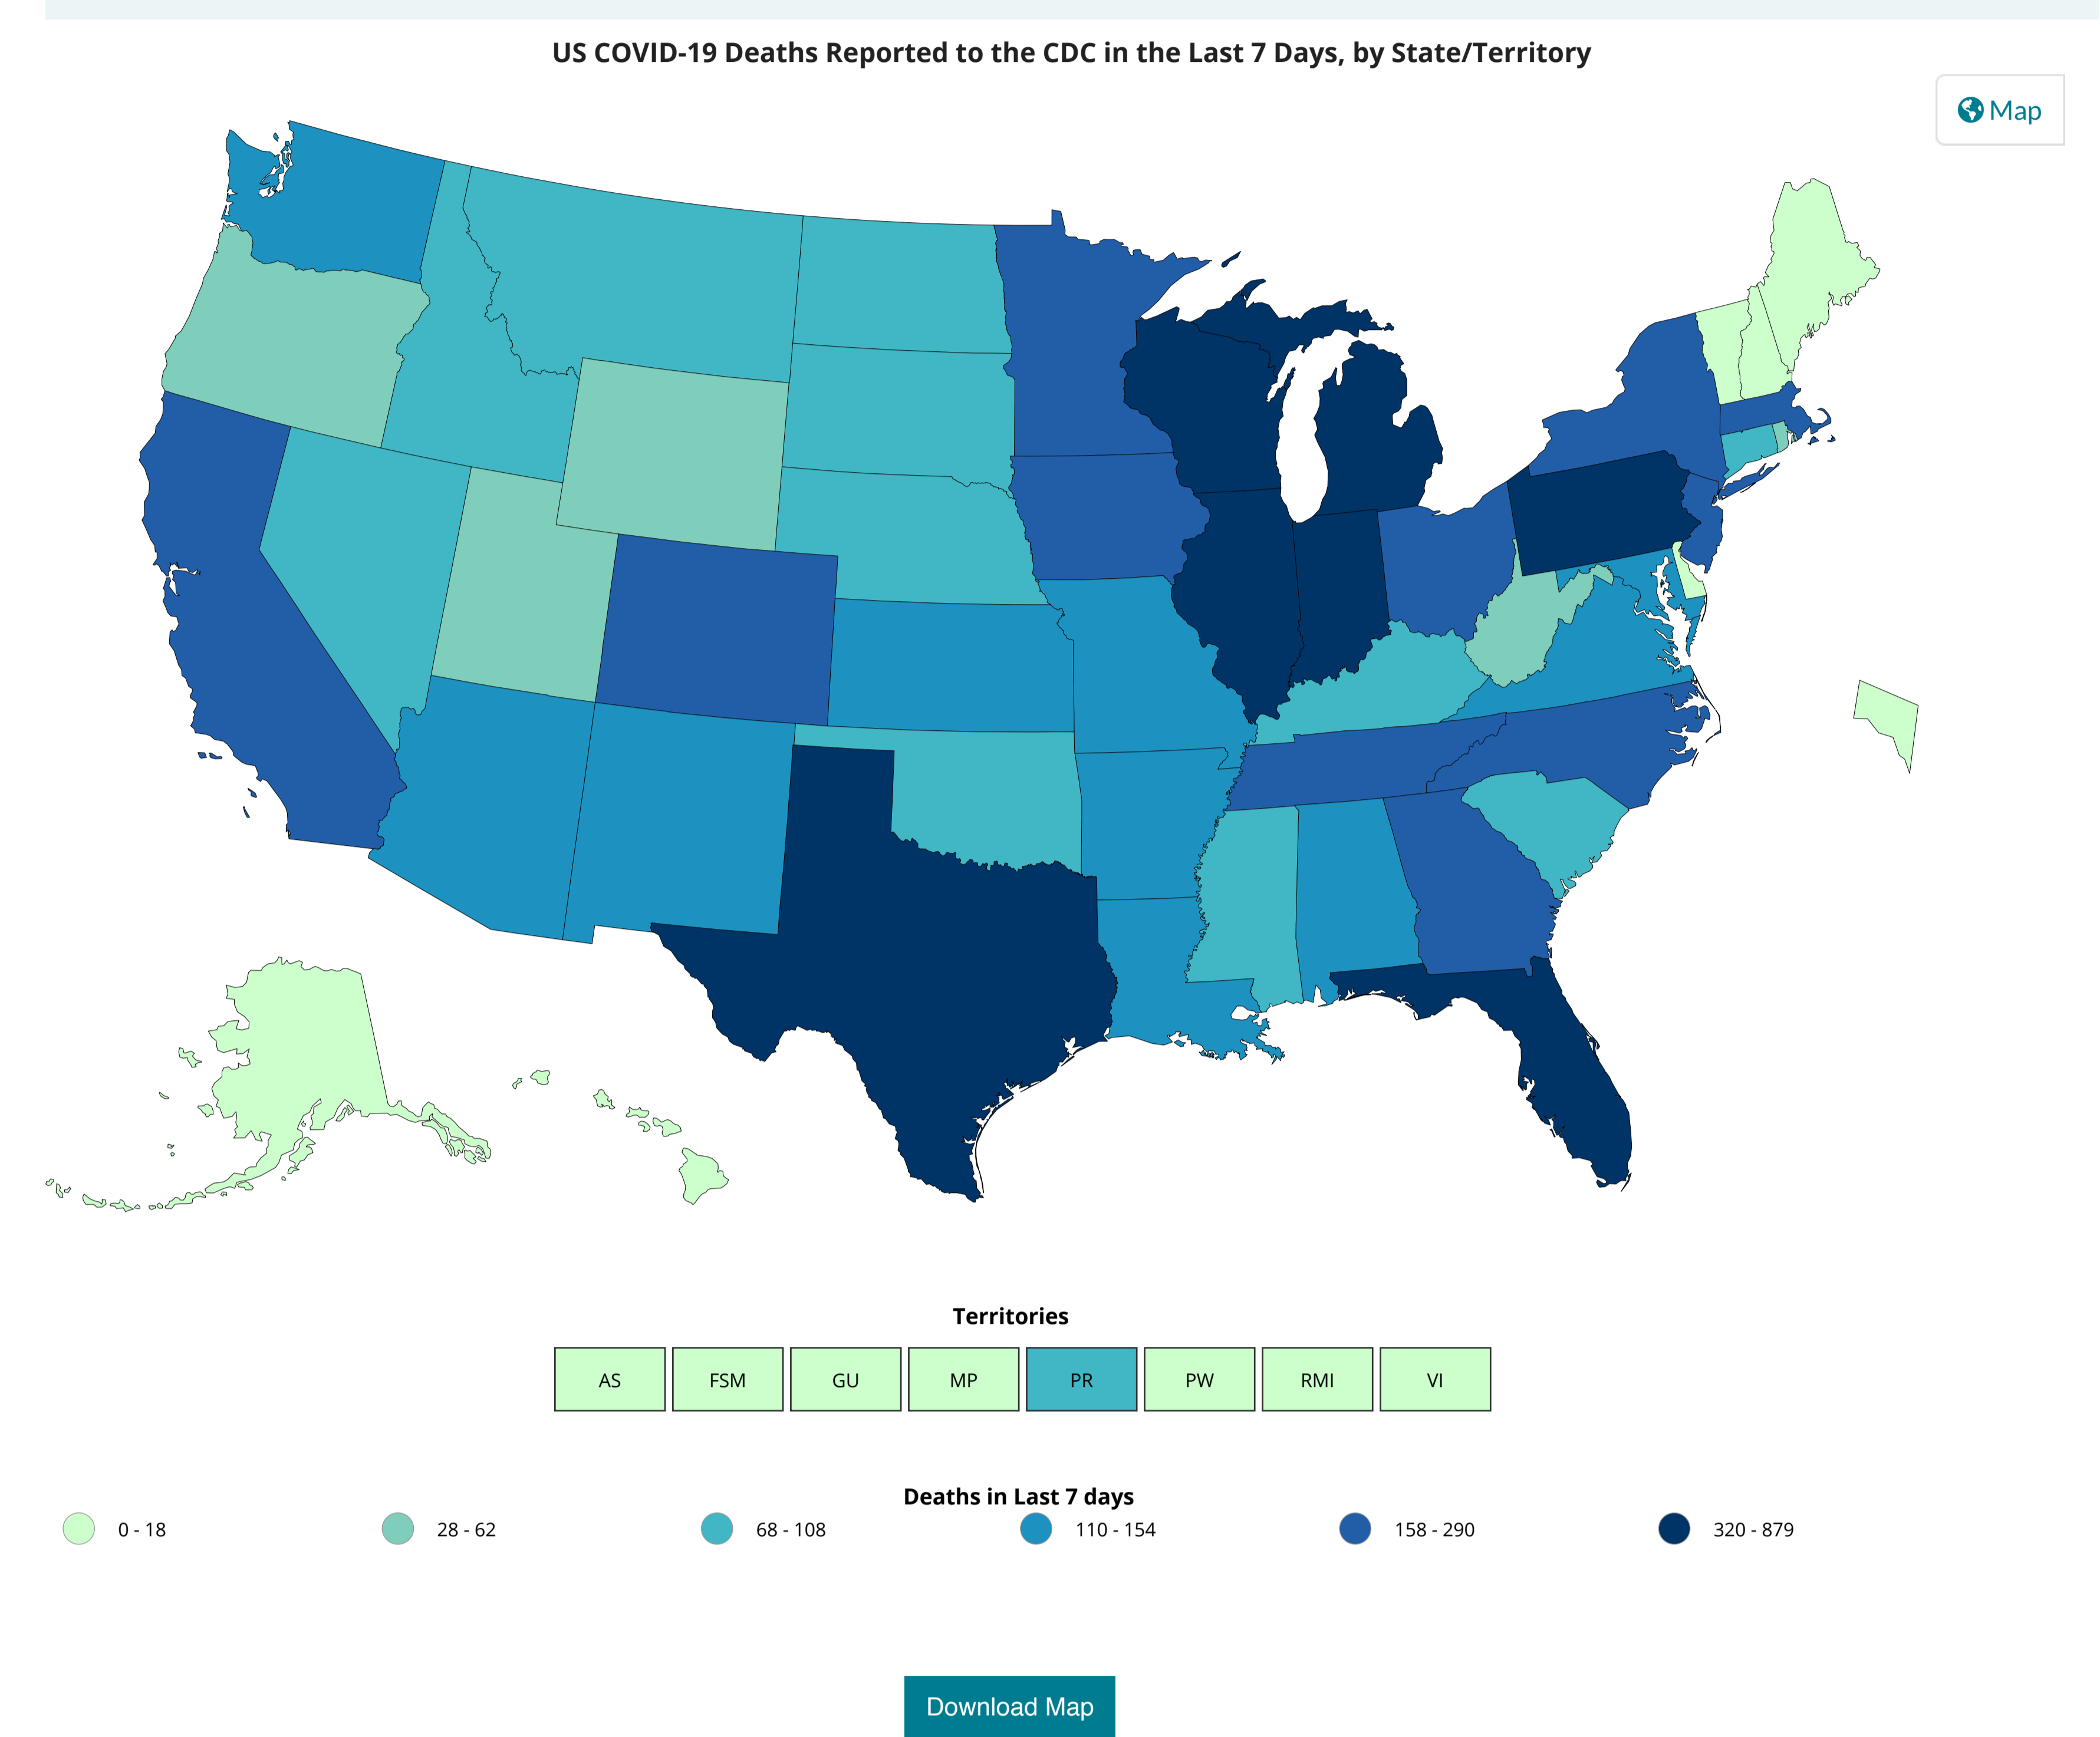 US COVID-19 Deaths Reported to the CDC in the Last 7 Days, by State/Territory
Map
Territories
AS FSM GU MP PR PW RMI VI
Deaths in Last 7 days
0 - 18 28 - 62 68 - 108 110 - 154 158 - 290 320 - 879
Download Map